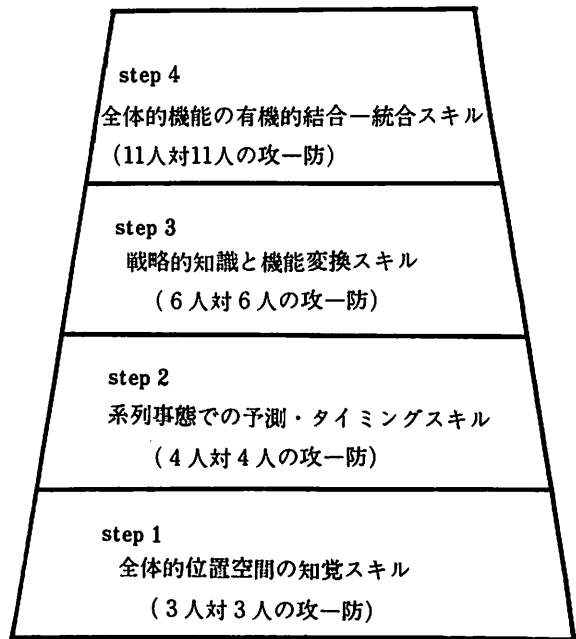 step 4
全体的機能の有機的結合ー統合スキル
(11人対11人の攻ー防)
step 3
戦略的知識と機能変換スキル
(6人対6人の攻ー防)
step 2
系列事態での予測・タイミングスキル
(4人対4人の攻ー防)
step 1
全体的位置空間の知覚スキル
(3人対3人の攻ー防)